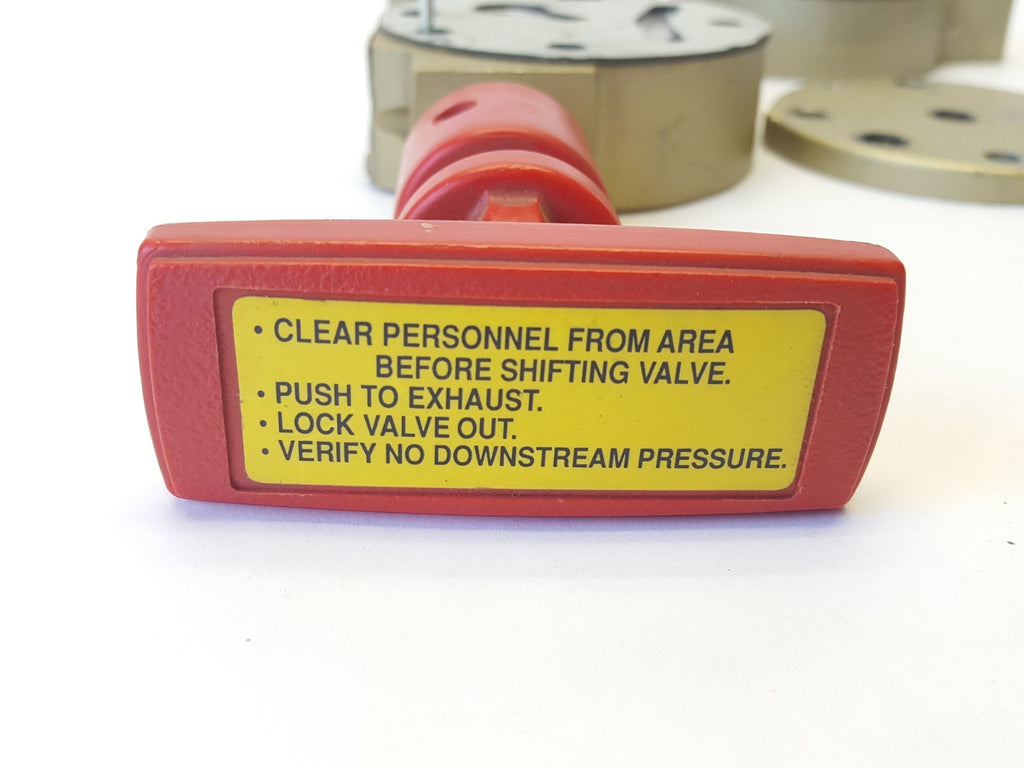 • CLEAR PERSONNEL FROM AREA
BEFORE SHIFTING VALVE.
• PUSH TO EXHAUST.
• LOCK VALVE OUT.
• VERIFY NO DOWNSTREAM PRESSURE.